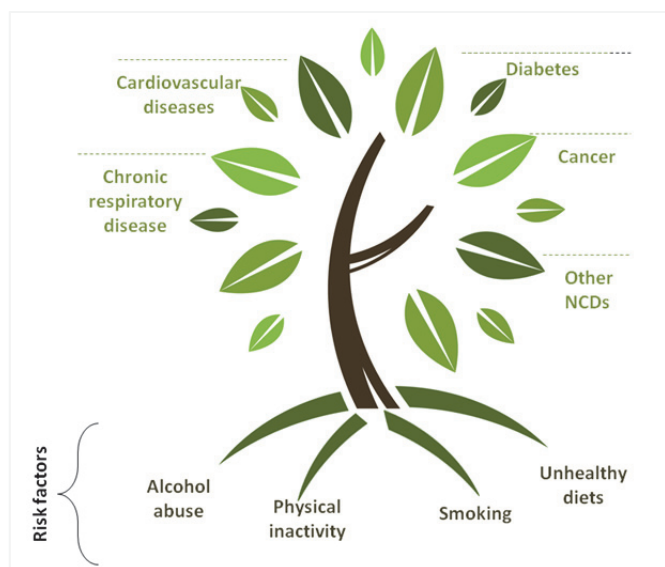 Cardiovascular
diseases
Diabetes
Chronic
respiratory
disease
Cancer
Other
NCDs
Risk factors
Alcohol
abuse
Physical
inactivity
Smoking
Unhealthy
diets